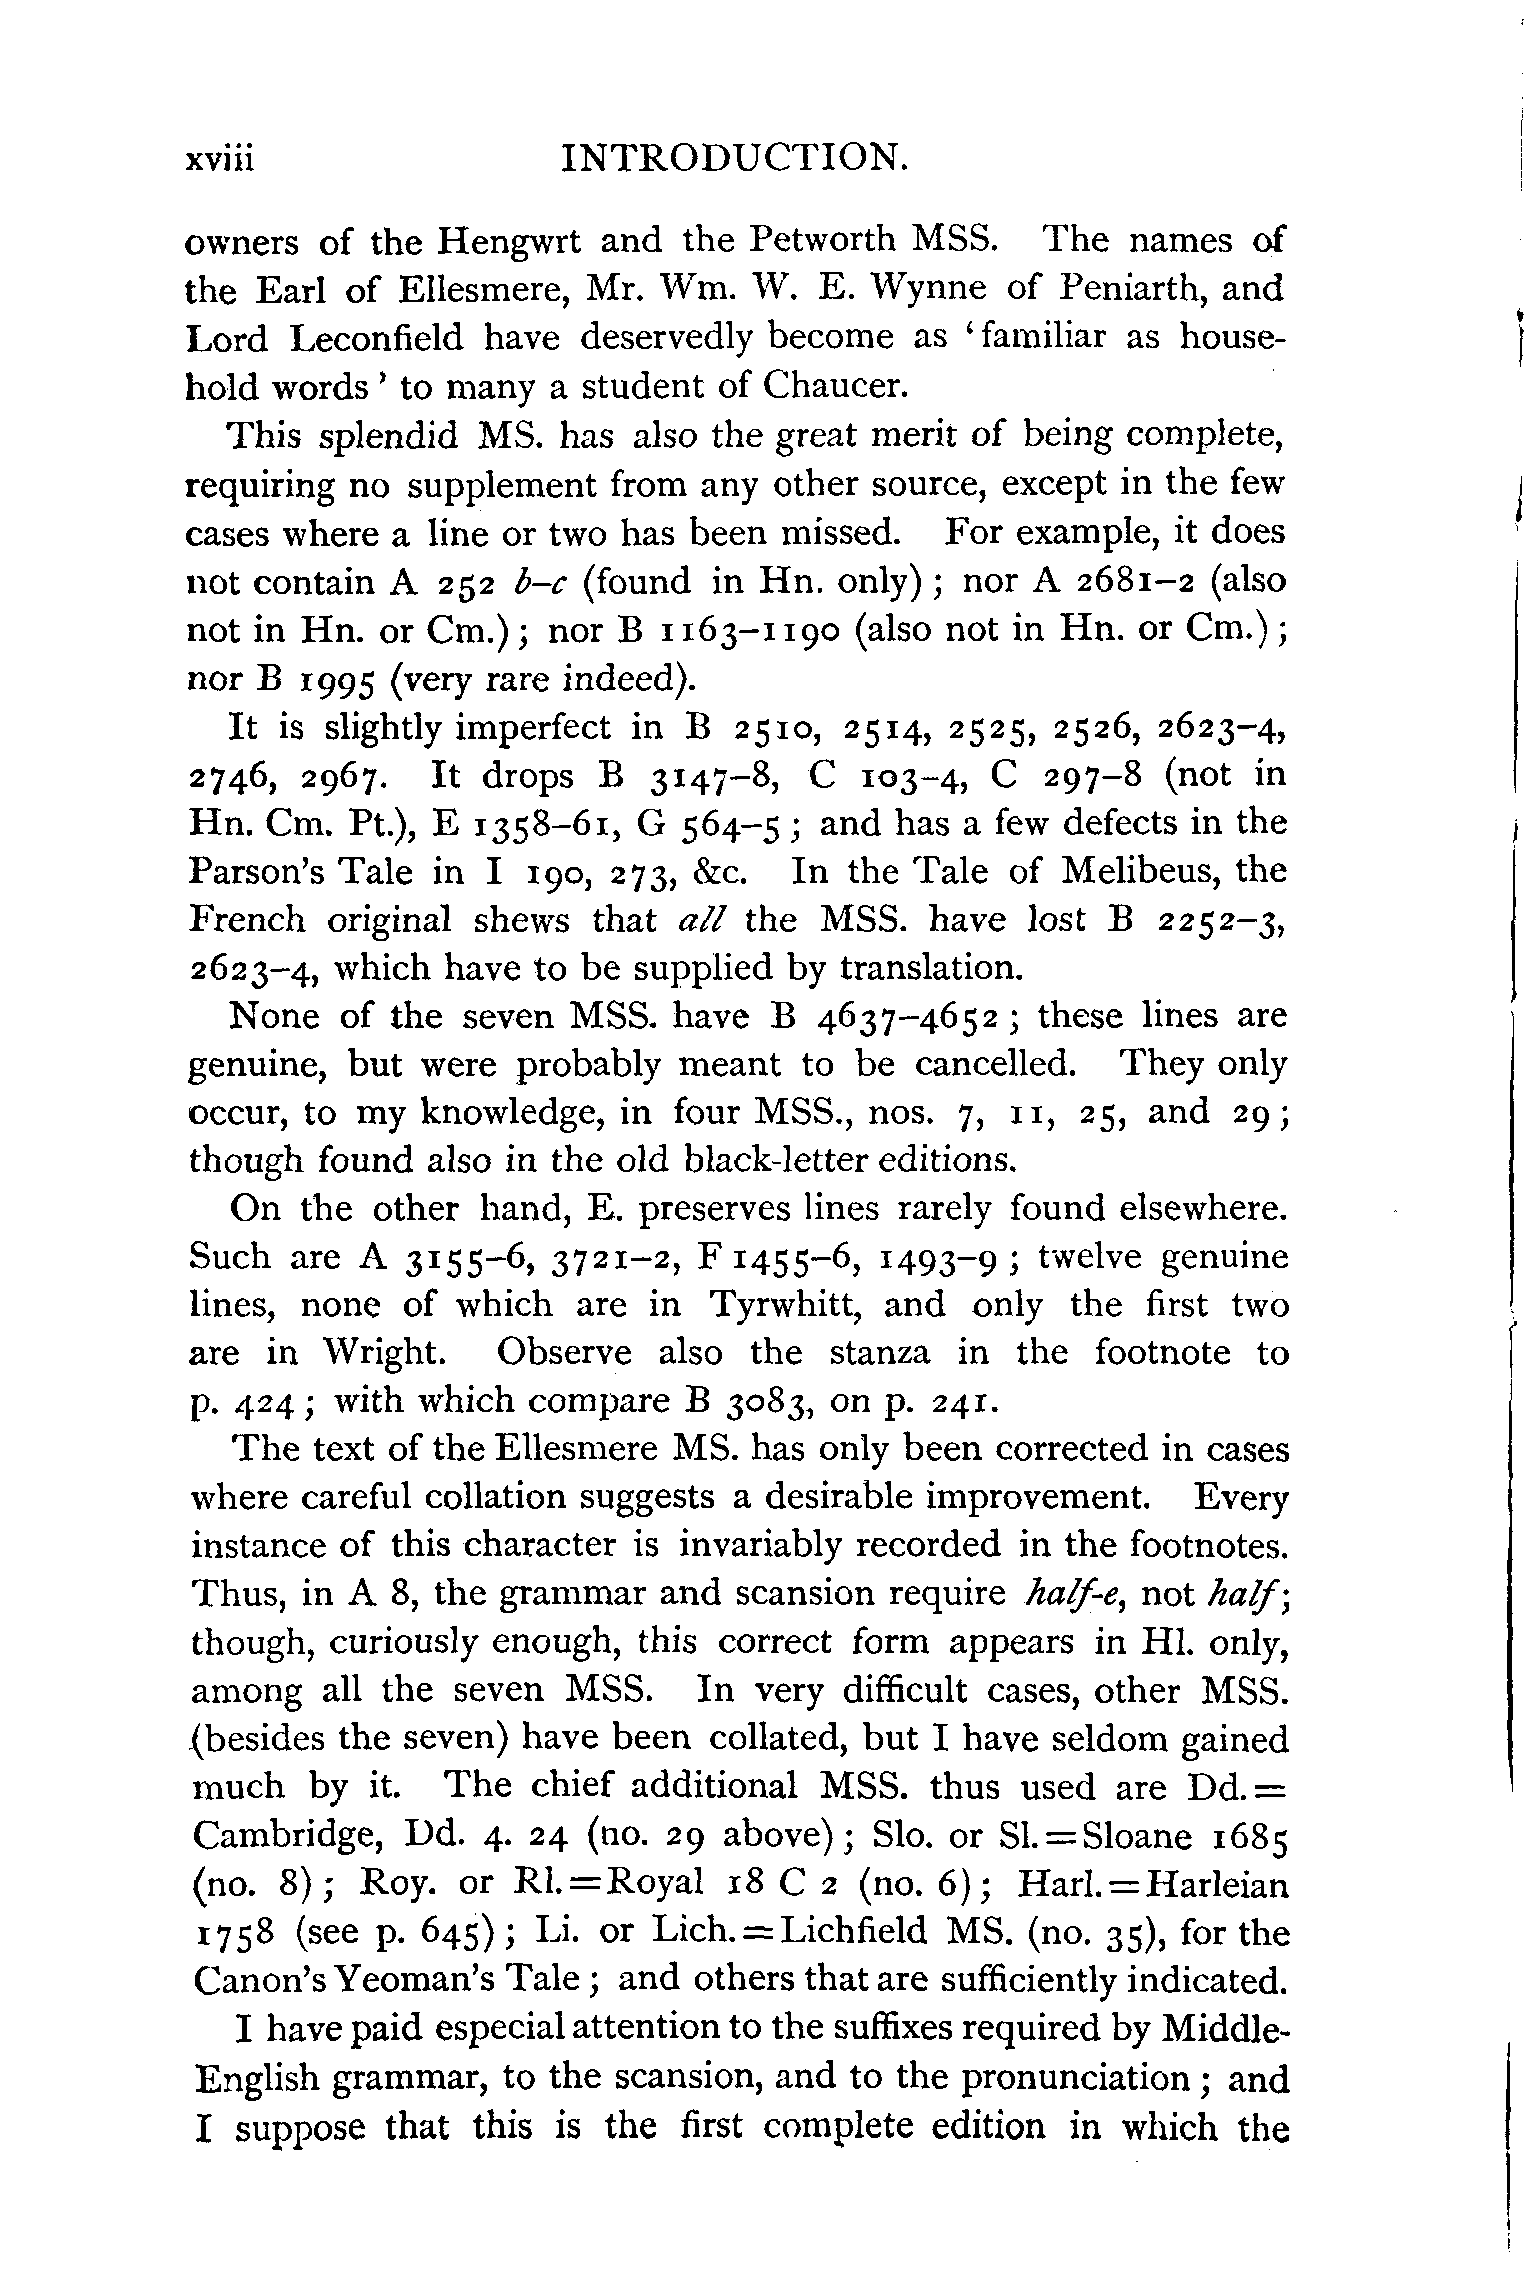 xviii INTRODUCTION.
owners of the Hengwrt and the Petworth MSS. The names of
the Earl of Ellesmere, Mr. Wm. W. E. Wynne of Peniarth, and
Lord Leconfield have deservedly become as ‘familiar as house-
hold words’ to many a student of Chaucer.
This splendid MS. has also the great merit of being complete,
requiring no supplement from any other source, except in the few
cases where a line or two has been missed. For example, it does
not contain A 252 b–c (found in Hn. only); nor A 2681–2 (also
not in Hn. or Cm.); nor B 1163–1190 (also not in Hn. or Cm.);
nor B 1995 (very rare indeed).
It is slightly imperfect in B 2510, 2514, 2525, 2526, 2623–4,
2746, 2967. It drops B 3147–8, C 103–4, C 297–8 (not in
Hn. Cm. Pt.), E 1358–61, G 564–5; and has a few defects in the
Parson’s Tale in I 190, 273, &c. In the Tale of Melibeus, the
French original shews that all the MSS. have lost B 2252–3,
2623–4, which have to be supplied by translation.
None of the seven MSS. have B 4637–4652; these lines are
genuine, but were probably meant to be cancelled. They only
occur, to my knowledge, in four MSS., nos. 7, 11, 25, and 29;
though found also in the old black-letter editions.
On the other hand, E. preserves lines rarely found elsewhere.
Such are A 3155–6, 3721–2, F 1455–6, 1493–9; twelve genuine
lines, none of which are in Tyrwhitt, and only the first two
are in Wright. Observe also the stanza in the footnote to
p. 424; with which compare B 3083, on p. 241.
The text of the Ellesmere MS. has only been corrected in cases
where careful collation suggests a desirable improvement. Every
instance of this character is invariably recorded in the footnotes.
Thus, in A 8, the grammar and scansion require half-e, not half;
though, curiously enough, this correct form appears in Hl. only,
among all the seven MSS. In very difficult cases, other MSS.
(besides the seven) have been collated, but I have seldom gained
much by it. The chief additional MSS. thus used are Dd.=
Cambridge, Dd. 4. 24 (no. 29 above); Slo. or Sl.=Sloane 1685
(no. 8); Roy. or Rl.=Royal 18 C 2 (no. 6); Harl.=Harleian
1758 (see p. 645); Li. or Lich.=Lichfield MS. (no. 35), for the
Canon’s Yeoman’s Tale; and others that are sufficiently indicated.
I have paid especial attention to the suffixes required by Middle-
English grammar, to the scansion, and to the pronunciation; and
I suppose that this is the first complete edition in which the